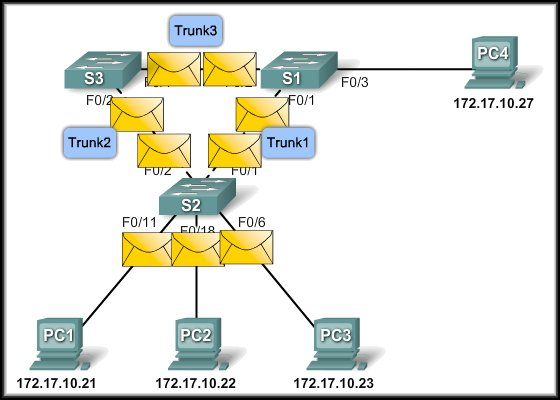 Trunk3
S3
S1
PC4
F0/3
F0/2
F0/1
172.17.10.27
Trunk2
Trunk1
F0/2
F0/1
S2
F0/11
F0/18
F0/6
PC1
PC2
PC3
172.17.10.21
172.17.10.22
172.17.10.23